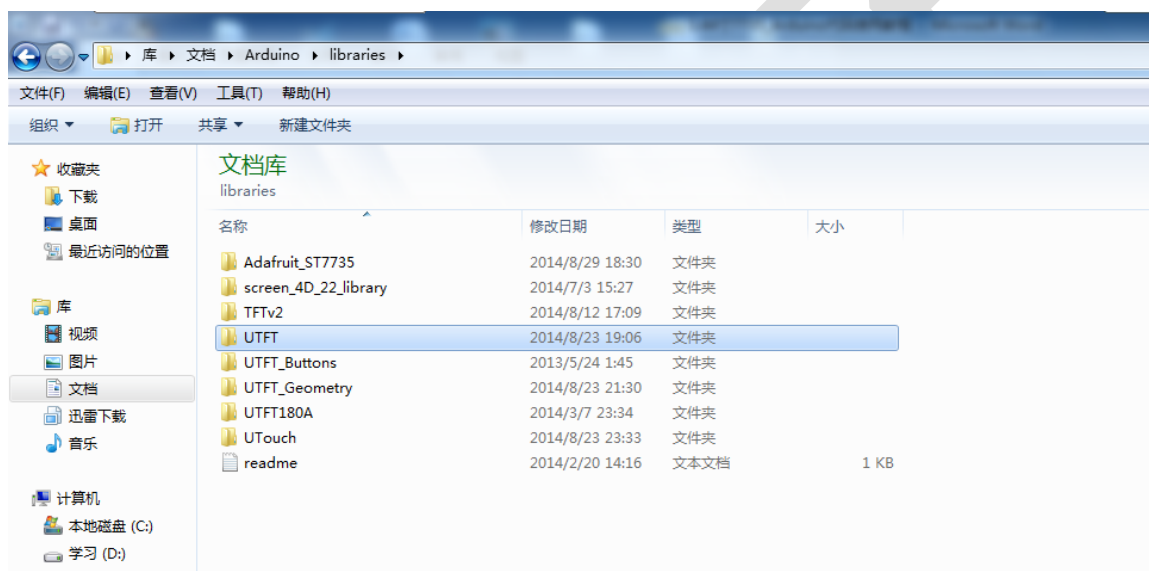 库 文档 Arduino libraries
文件(F) 编辑(E) 查看(V) 工具(T) 帮助(H)
组织 打开 共享 新建文件夹
收藏夹
下载
桌面
最近访问的位置
库
视频
图片
文档
迅雷下载
音乐
计算机
本地磁盘 (C:)
学习 (D:)
文档库
libraries
名称 修改日期 类型 大小
Adafruit_ST7735 2014/8/29 18:30 文件夹
screen_4D_22_library 2014/7/3 15:27 文件夹
TFTv2 2014/8/12 17:09 文件夹
UTFT 2014/8/23 19:06 文件夹
UTFT_Buttons 2013/5/24 1:45 文件夹
UTFT_Geometry 2014/8/23 21:30 文件夹
UTFT180A 2014/3/7 23:34 文件夹
UTouch 2014/8/23 23:33 文件夹
readme 2014/2/20 14:16 文本文档 1 KB